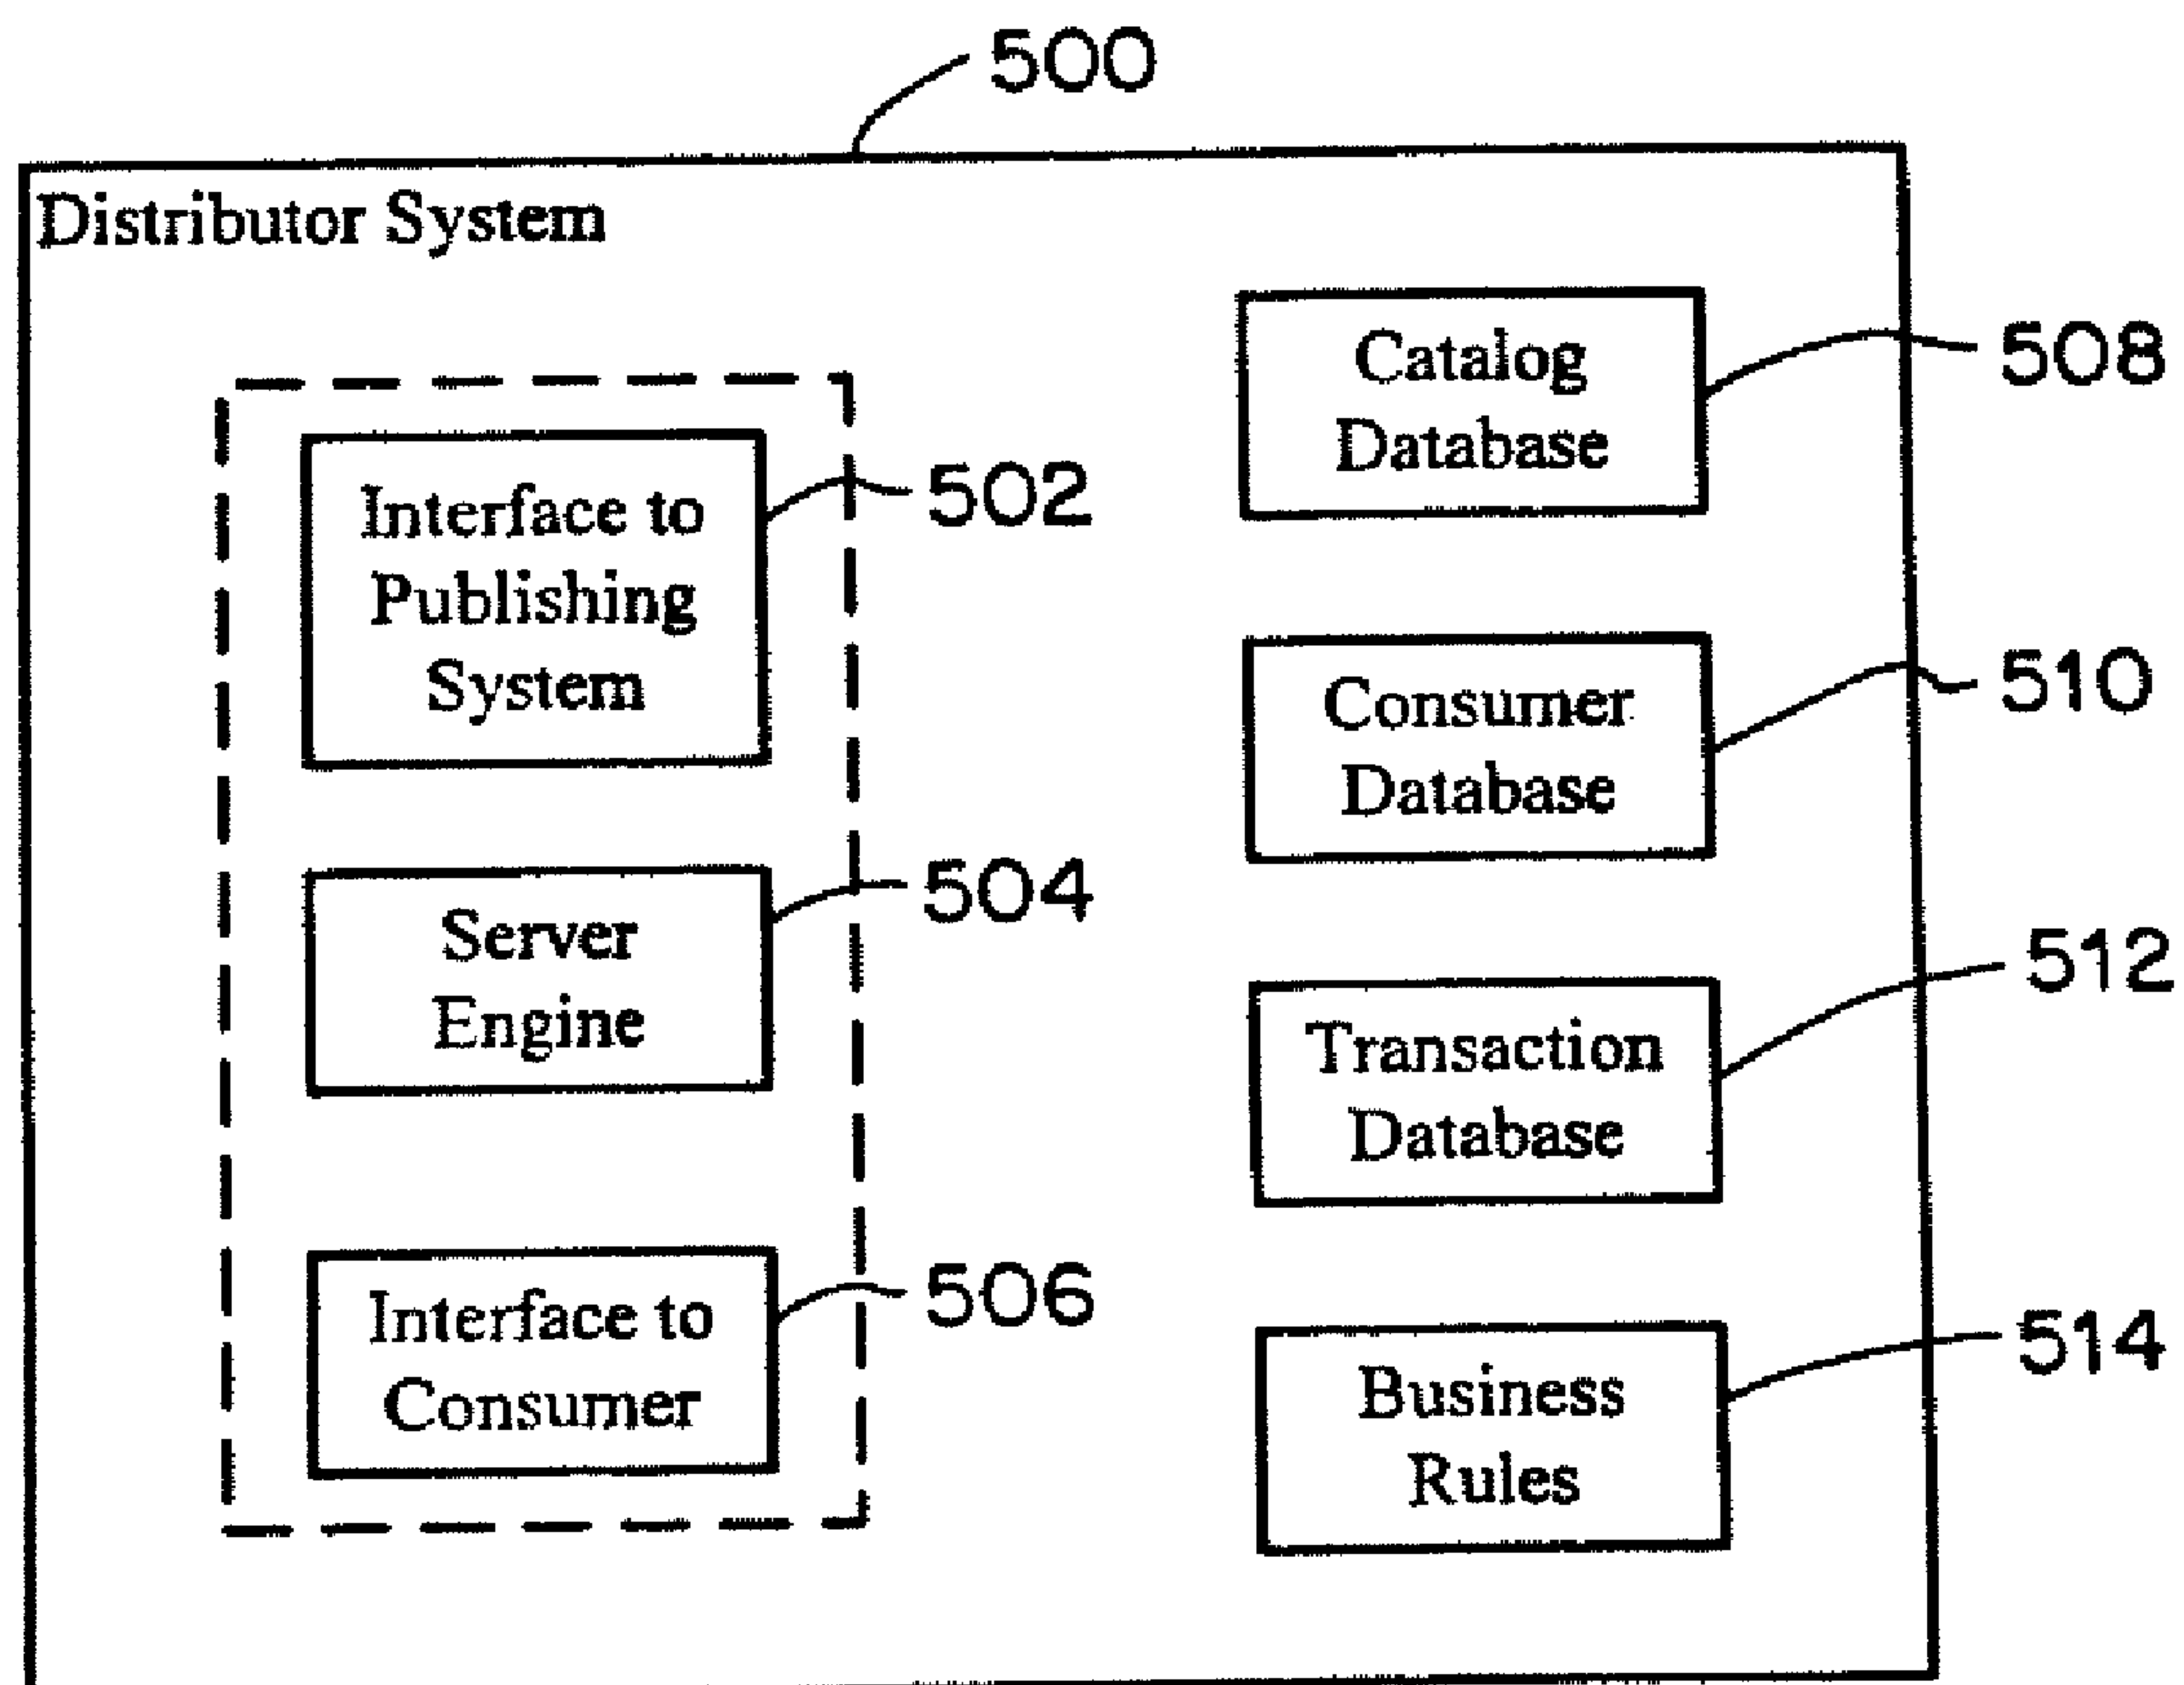 500
Distributor System
Interface to
Publishing
System
502
Server
Engine
504
Interface to
Consumer
506
Catalog
Database
508
Consumer
Database
510
Transaction
Database
512
Business
Rules
514